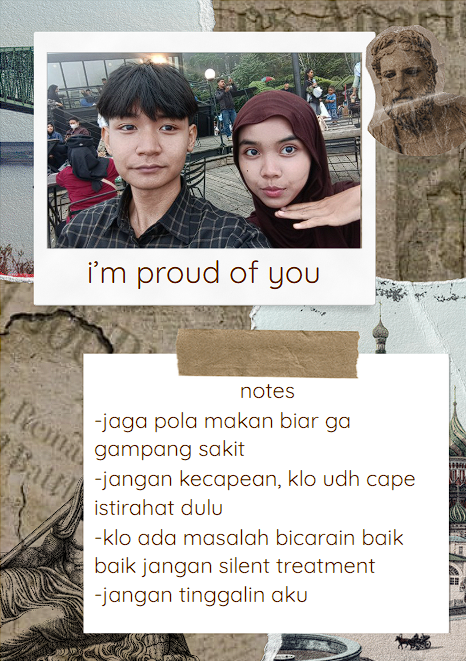 i'm proud of you
notes
-jaga pola makan biar ga
gampang sakit
-jangan kecapean, klo udh cape
istirahat dulu
-klo ada masalah bicarain baik
baik jangan silent treatment
-jangan tinggalin aku